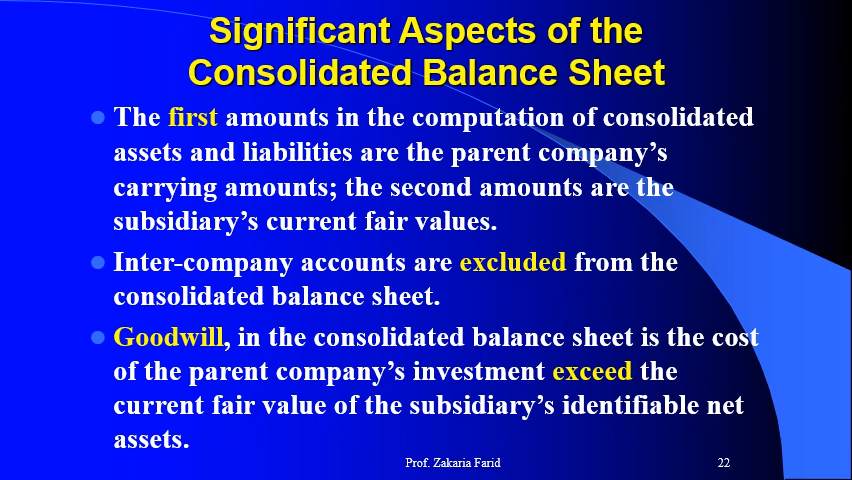 Significant Aspects of the
Consolidated Balance Sheet
The first amounts in the computation of consolidated
assets and liabilities are the parent company's
carrying amounts; the second amounts are the
subsidiary's current fair values.
Inter-company accounts are excluded from the
consolidated balance sheet.
Goodwill, in the consolidated balance sheet is the cost
of the parent company's investment exceed the
current fair value of the subsidiary's identifiable net
assets.
Prof. Zakaria Farid 22